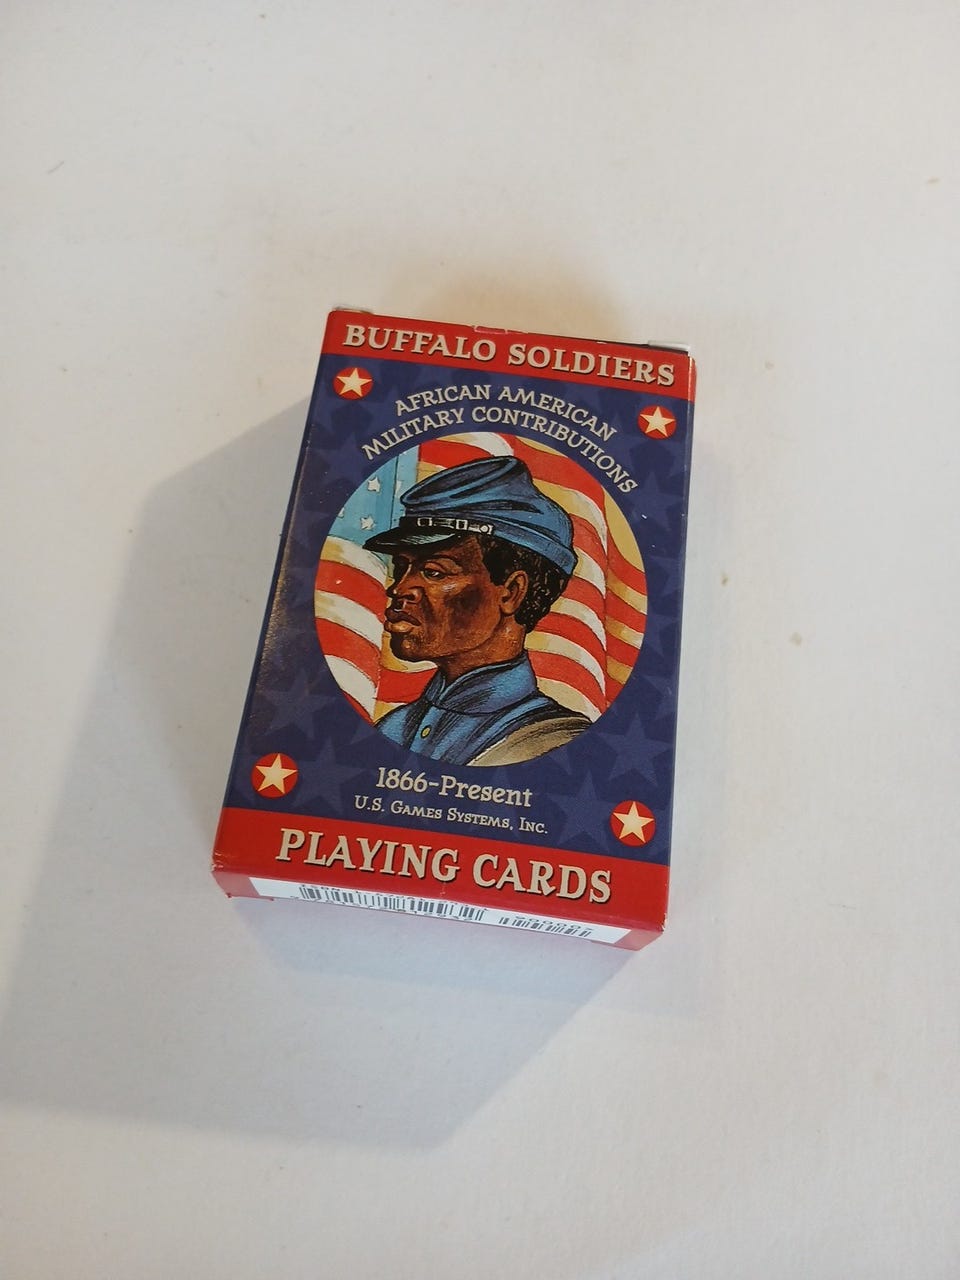 BUFFALO SOLDIERS
AFRICAN AMERICAN
MILITARY CONTRIBUTIONS
1866-Present
U.S. GAMES SYSTEMS, INC.
PLAYING CARDS